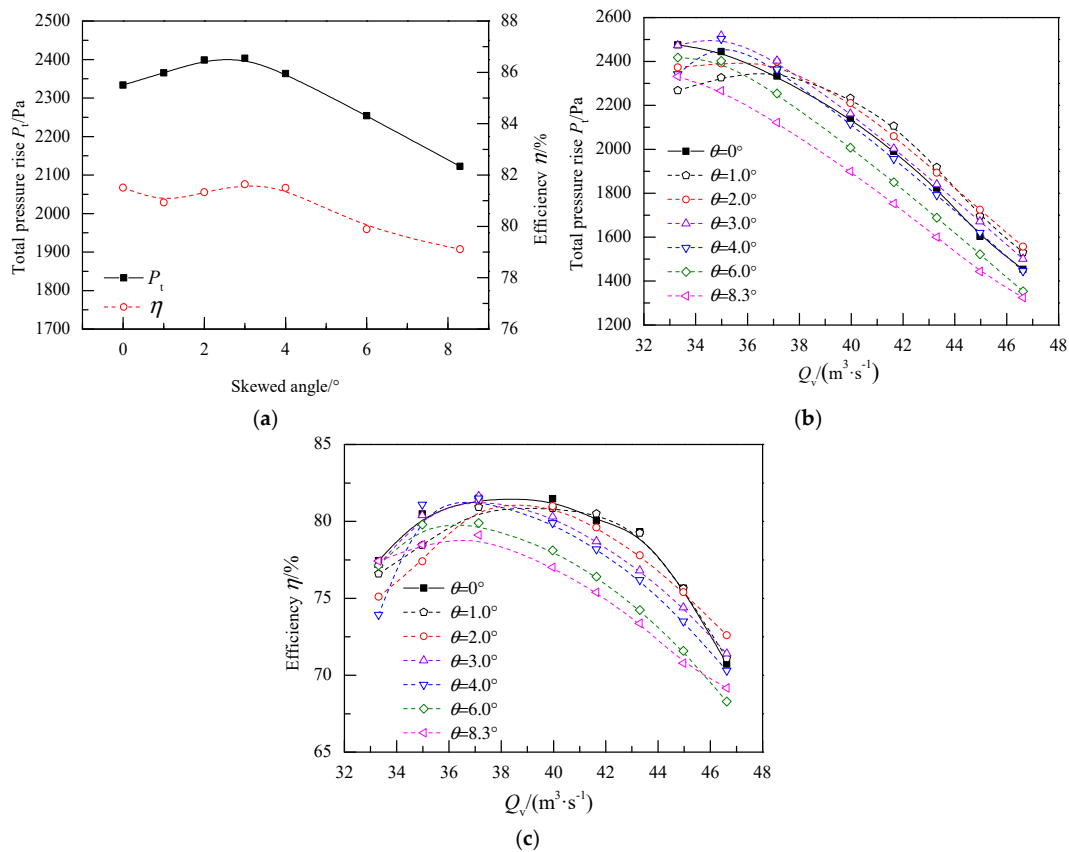 2500
2400
2300
2200
2100
2000
1900
1800
1700
Total pressure rise Pt/Pa
88
86
84
82
80
78
76
Efficiency η/%
Pt
η
0 2 4 6 8
Skewed angle/°
(a)
2600
2400
2200
2000
1800
1600
1400
1200
Total pressure rise Pt/Pa
θ=0°
θ=1.0°
θ=2.0°
θ=3.0°
θ=4.0°
θ=6.0°
θ=8.3°
32 34 36 38 40 42 44 46 48
Qv/(m³·s⁻¹)
(b)
85
80
75
70
65
Efficiency η/%
θ=0°
θ=1.0°
θ=2.0°
θ=3.0°
θ=4.0°
θ=6.0°
θ=8.3°
32 34 36 38 40 42 44 46 48
Qv/(m³·s⁻¹)
(c)